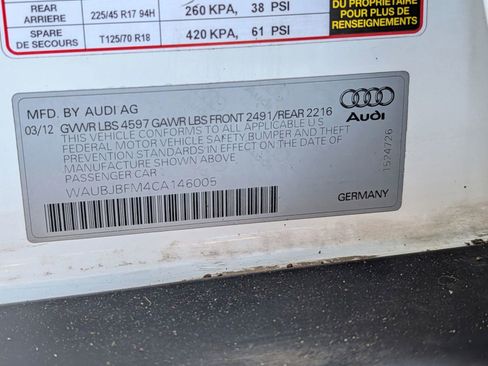 REAR
ARRIERE
225/45 R17 94H
260 KPA, 38 PSI
SPARE
DE SECOURS
T125/70 R18
420 KPA, 61 PSI
DU PROPRIÉTAIRE
POUR PLUS DE
RENSEIGNEMENTS
MFD. BY AUDI AG
03/12 GVWR LBS 4597 GAWR LBS FRONT 2491/REAR 2216
THIS VEHICLE CONFORMS TO ALL APPLICABLE U S
FEDERAL MOTOR VEHICLE SAFETY BUMPER AND THEFT
PREVENTION STANDARDS IN EFFECT ON THE DATE OF
MANUFACTURE SHOWN ABOVE
PASSENGER CAR
WAUBJBFM4CA146005
Audi
1524726
GERMANY